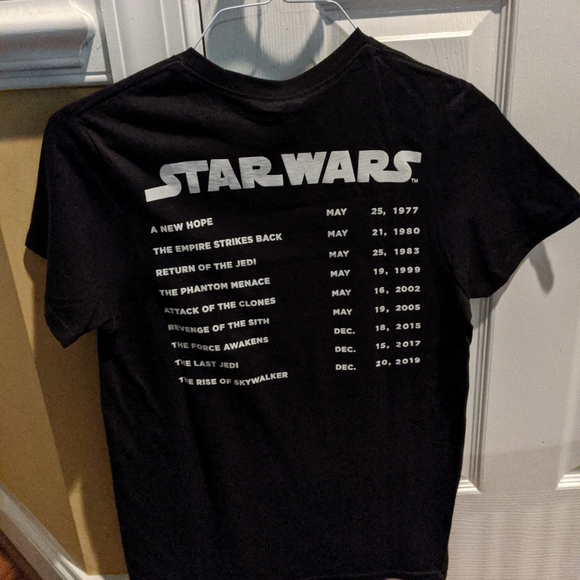 STAR WARS™
A NEW HOPE MAY 25, 1977
THE EMPIRE STRIKES BACK MAY 21, 1980
RETURN OF THE JEDI MAY 25, 1983
THE PHANTOM MENACE MAY 19, 1999
ATTACK OF THE CLONES MAY 16, 2002
REVENGE OF THE SITH MAY 19, 2005
THE FORCE AWAKENS DEC. 18, 2015
THE LAST JEDI DEC. 15, 2017
THE RISE OF SKYWALKER DEC. 20, 2019